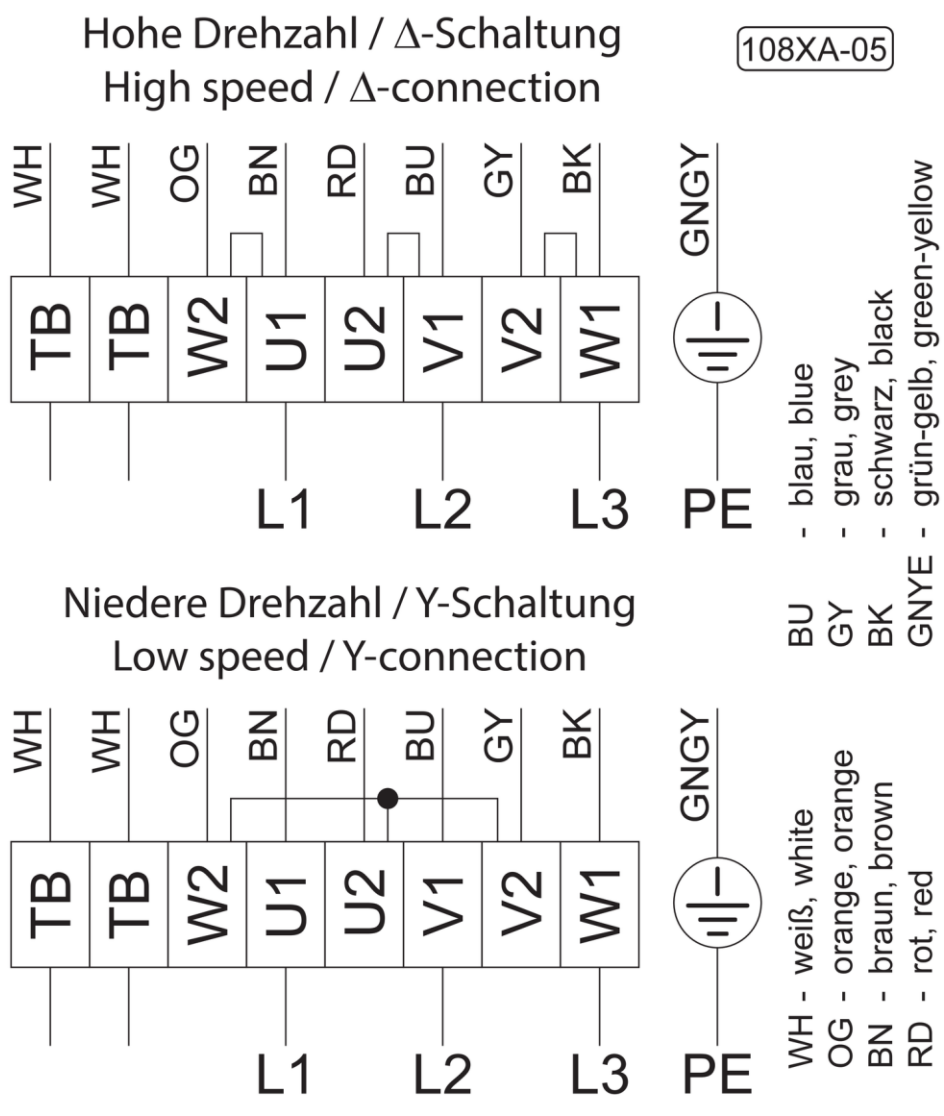 Hohe Drehzahl / Δ-Schaltung
High speed / Δ-connection
108XA-05
WH WH OG BN RD BU GY BK GNGY
TB TB W2 U1 U2 V1 V2 W1
L1 L2 L3 PE
Niedere Drehzahl / Y-Schaltung
Low speed / Y-connection
WH WH OG BN RD BU GY BK GNGY
TB TB W2 U1 U2 V1 V2 W1
L1 L2 L3 PE
BU - blau, blue
GY - grau, grey
BK - schwarz, black
GNYE - grün-gelb, green-yellow
WH - weiß, white
OG - orange, orange
BN - braun, brown
RD - rot, red